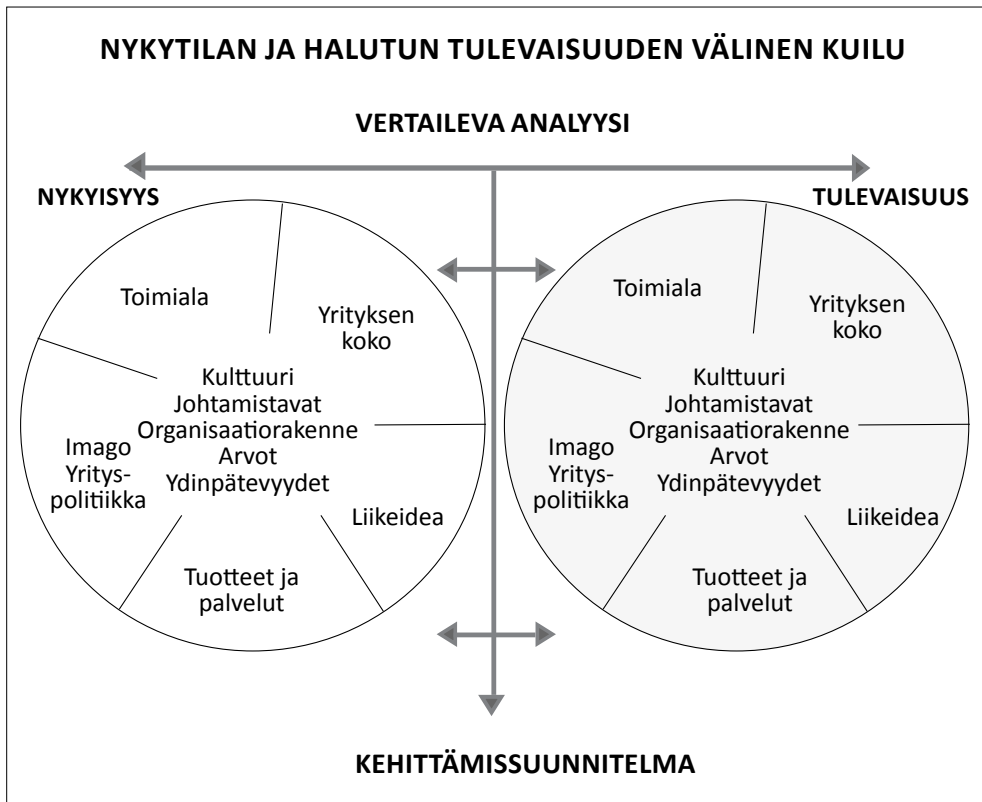 NYKYTILAN JA HALUTUN TULEVAISUUDEN VÄLINEN KUILU
VERTAILEVA ANALYYSI
NYKYISYYS
Toimiala
Yrityksen
koko
Kulttuuri
Johtamistavat
Organisaatiorakenne
Arvot
Ydinpätevyydet
Imago
Yritys-
politiikka
Liikeidea
Tuotteet ja
palvelut
TULEVAISUUS
Toimiala
Yrityksen
koko
Kulttuuri
Johtamistavat
Organisaatiorakenne
Arvot
Ydinpätevyydet
Imago
Yritys-
politiikka
Liikeidea
Tuotteet ja
palvelut
KEHITTÄMISSUUNNITELMA